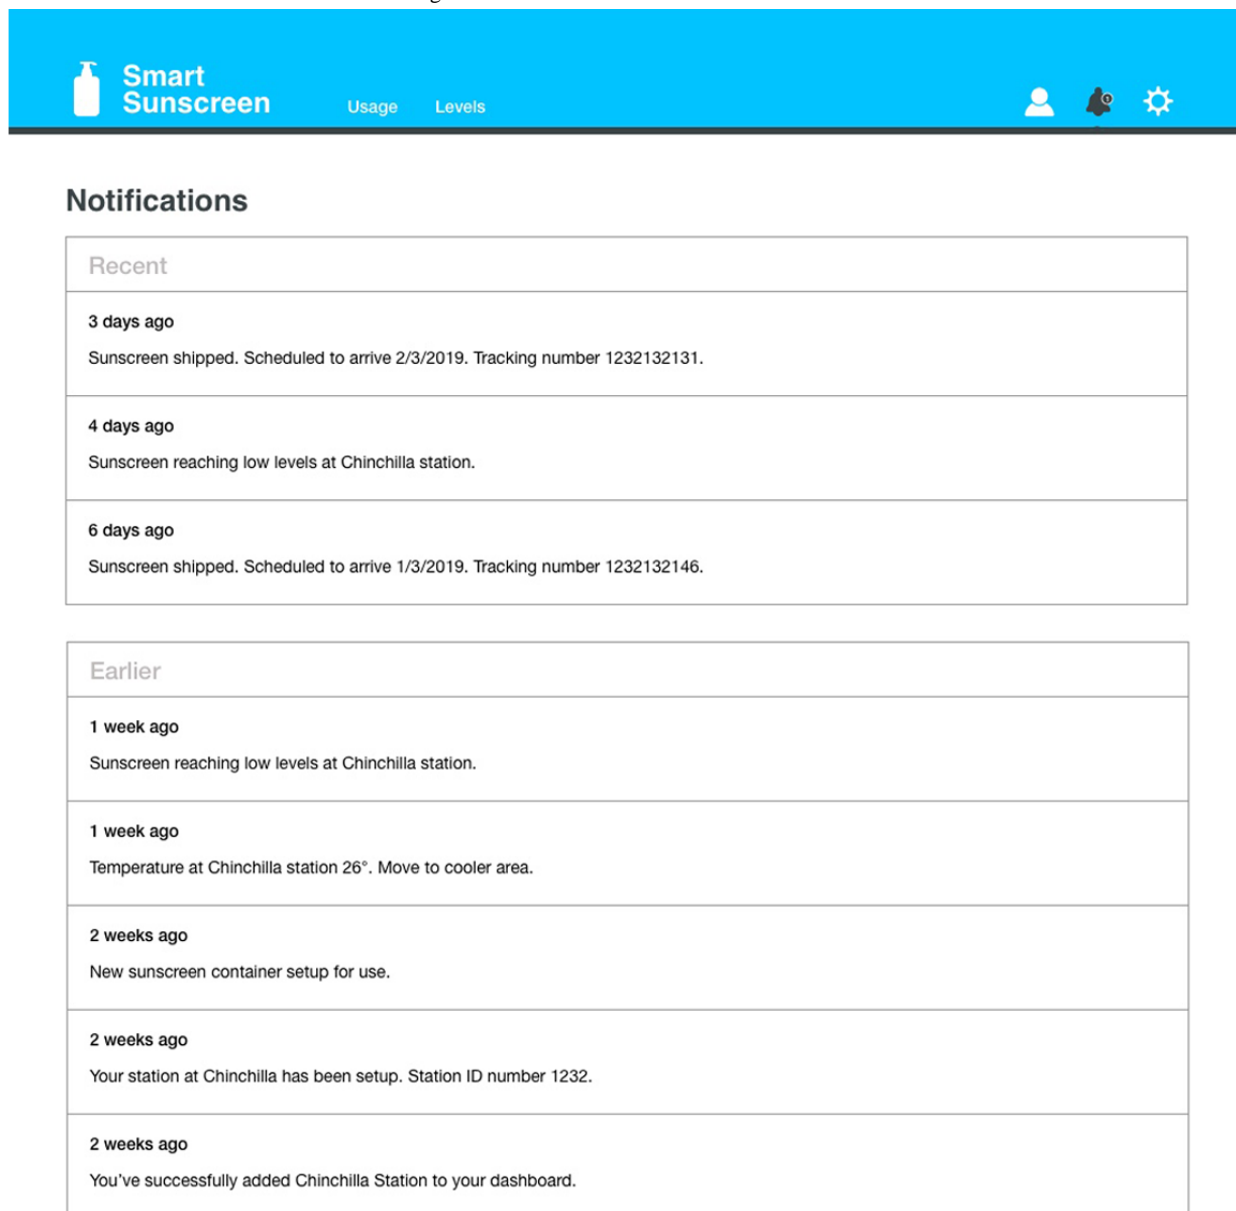 Smart
Sunscreen
Usage Levels
1
Notifications
Recent
3 days ago
Sunscreen shipped. Scheduled to arrive 2/3/2019. Tracking number 1232132131.
4 days ago
Sunscreen reaching low levels at Chinchilla station.
6 days ago
Sunscreen shipped. Scheduled to arrive 1/3/2019. Tracking number 1232132146.
Earlier
1 week ago
Sunscreen reaching low levels at Chinchilla station.
1 week ago
Temperature at Chinchilla station 26°. Move to cooler area.
2 weeks ago
New sunscreen container setup for use.
2 weeks ago
Your station at Chinchilla has been setup. Station ID number 1232.
2 weeks ago
You've successfully added Chinchilla Station to your dashboard.